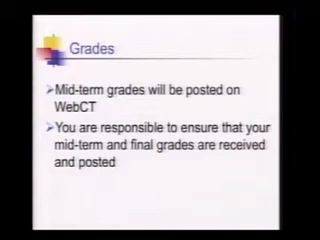 Grades
Mid-term grades will be posted on
WebCT
You are responsible to ensure that your
mid-term and final grades are received
and posted